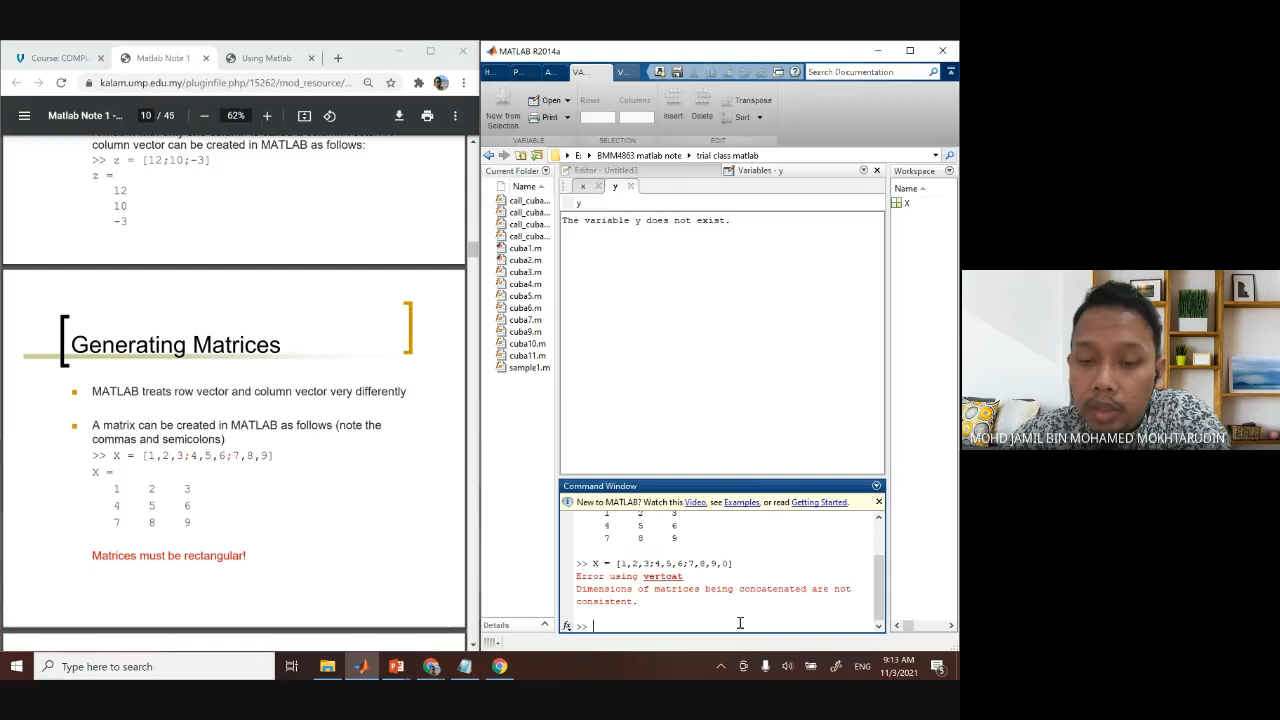 Course: COMPU
Matlab Note 1
Using Matlab
kalam.ump.edu.my/pluginfile.php/15262/mod_resource/...
Matlab Note 1 -...
10 / 45
62%
column vector can be created in MATLAB as follows:
>> z = [12;10;-3]
z =
12
10
-3
Generating Matrices
MATLAB treats row vector and column vector very differently
A matrix can be created in MATLAB as follows (note the
commas and semicolons)
>> X = [1,2,3;4,5,6;7,8,9]
X =
1 2 3
4 5 6
7 8 9
Matrices must be rectangular!
MATLAB R2014a
H... P... A... VA... V...
Search Documentation
New from
Selection
Open
Print
Rows Columns
Insert
Delete
Transpose
Sort
VARIABLE SELECTION EDIT
E: BMM4863 matlab note trial class matlab
Current Folder
Name
call_cuba...
call_cuba...
call_cuba...
call_cuba...
cuba1.m
cuba2.m
cuba3.m
cuba4.m
cuba5.m
cuba6.m
cuba7.m
cuba9.m
cuba10.m
cuba11.m
sample1.m
Details
Editor - Untitled3
Variables - y
x y
y
The variable y does not exist.
Workspace
Name
X
Command Window
New to MATLAB? Watch this Video, see Examples, or read Getting Started.
1 2 3
4 5 6
7 8 9
>> X = [1,2,3;4,5,6;7,8,9,0]
Error using vertcat
Dimensions of matrices being concatenated are not
consistent.
fx >>
MOHD JAMIL BIN MOHAMED MOKHTARUDIN
Type here to search
ENG
9:13 AM
11/3/2021
5